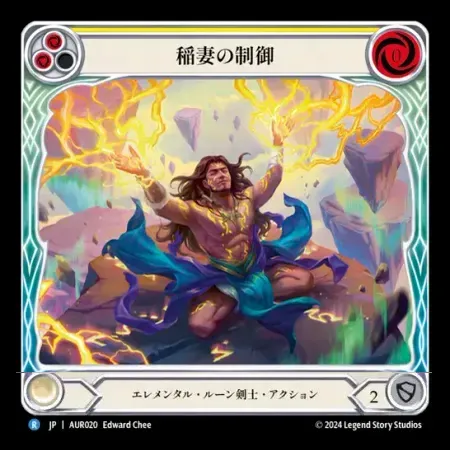 稲妻の制御
0
エレメンタル・ルーン剣士・アクション
2
R JP | AUR020 Edward Chee
© 2024 Legend Story Studios